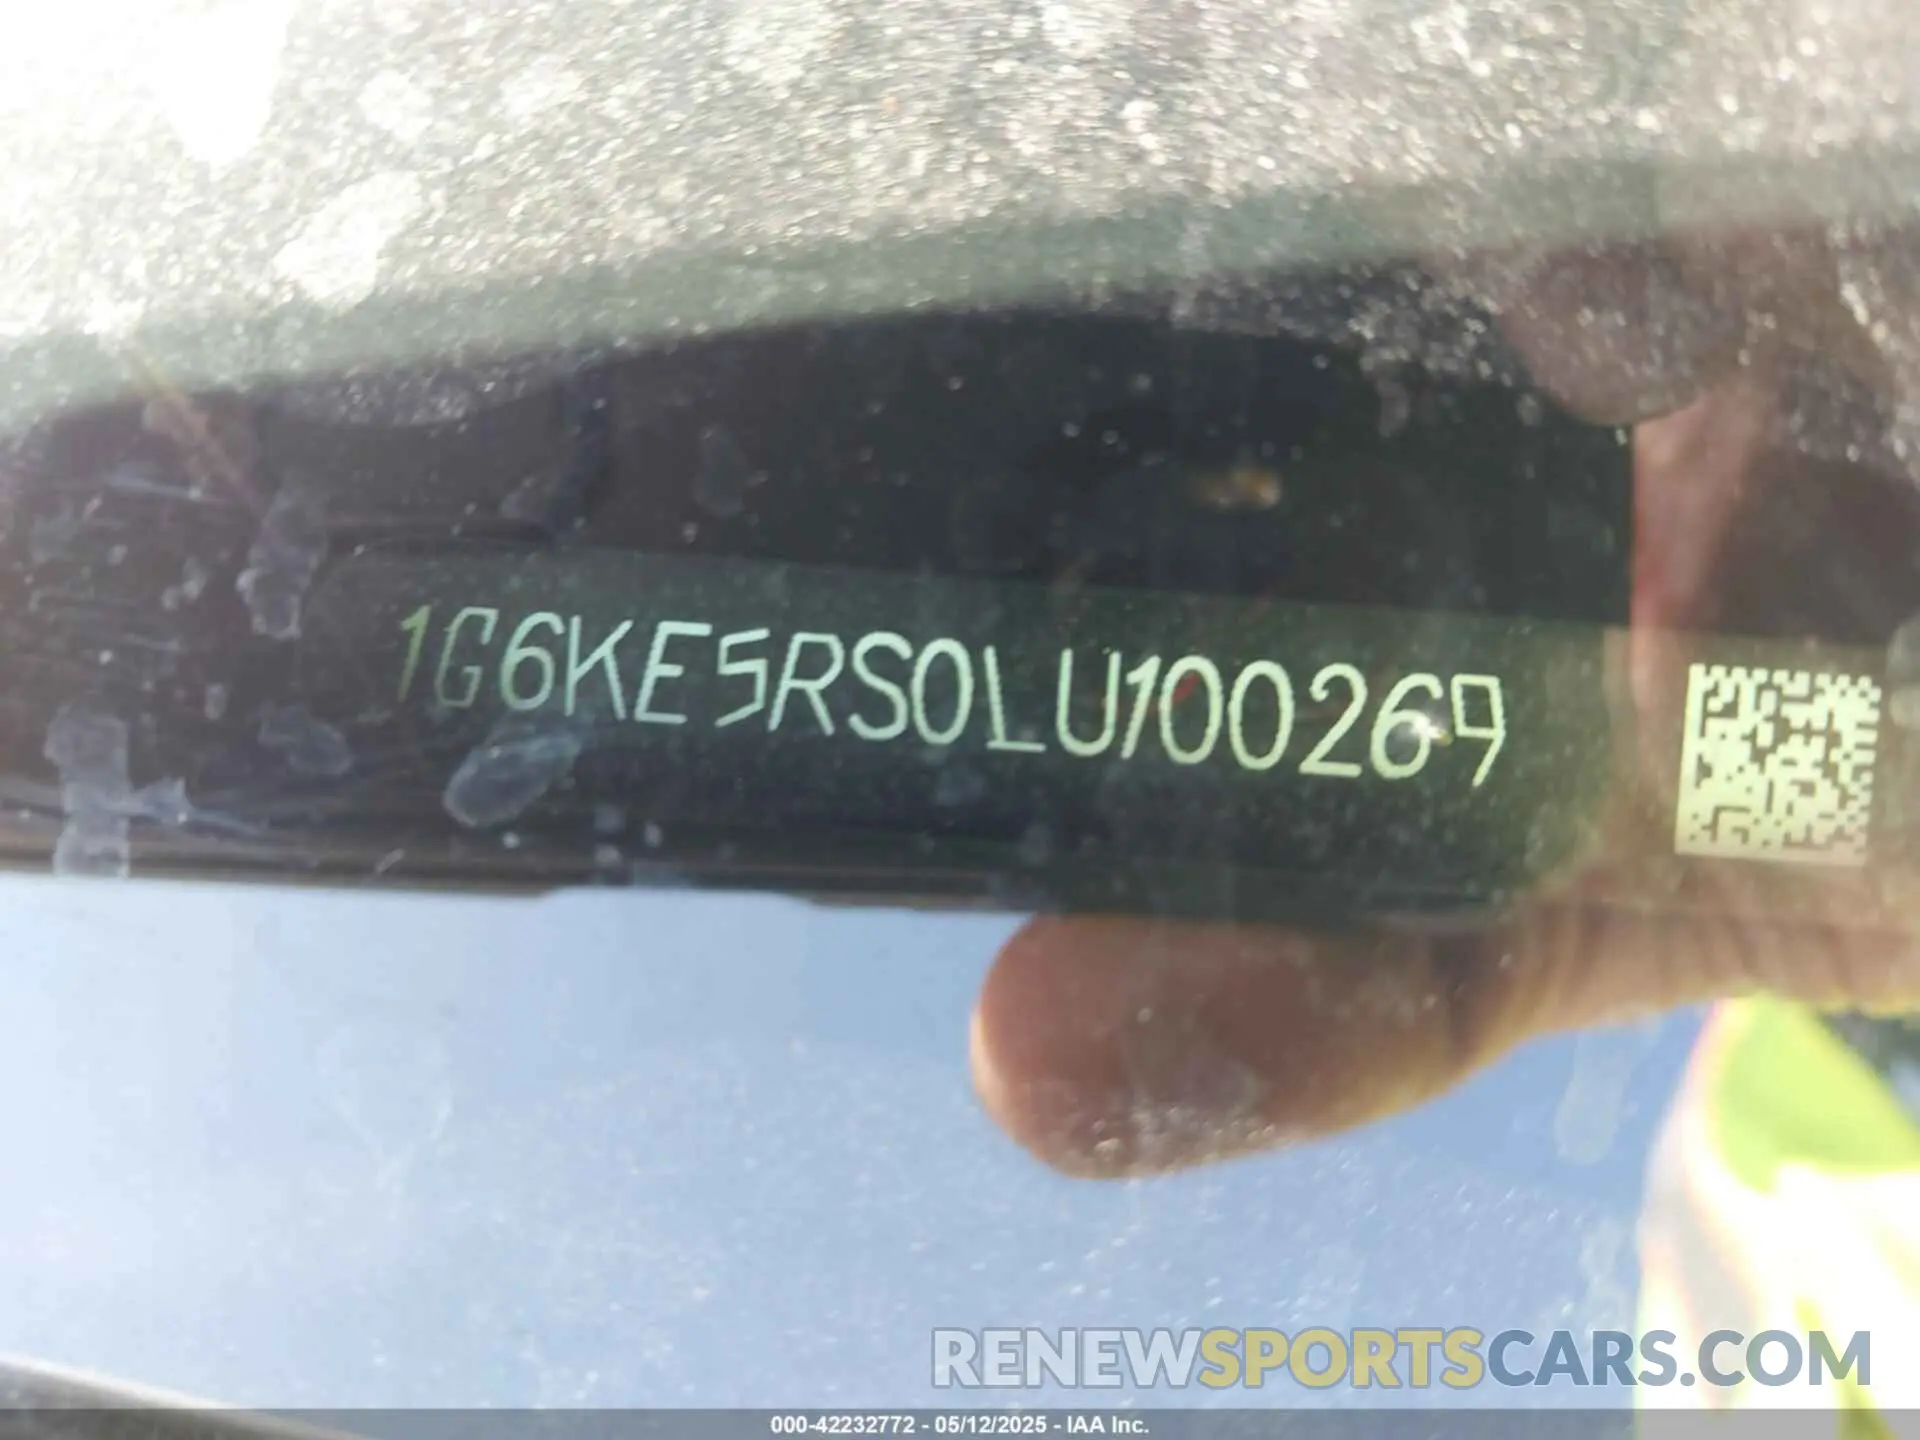 1G6KE5RS0LU100269
RENEWSPORTSCARS.COM
000-42232772 - 05/12/2025 - IAA Inc.